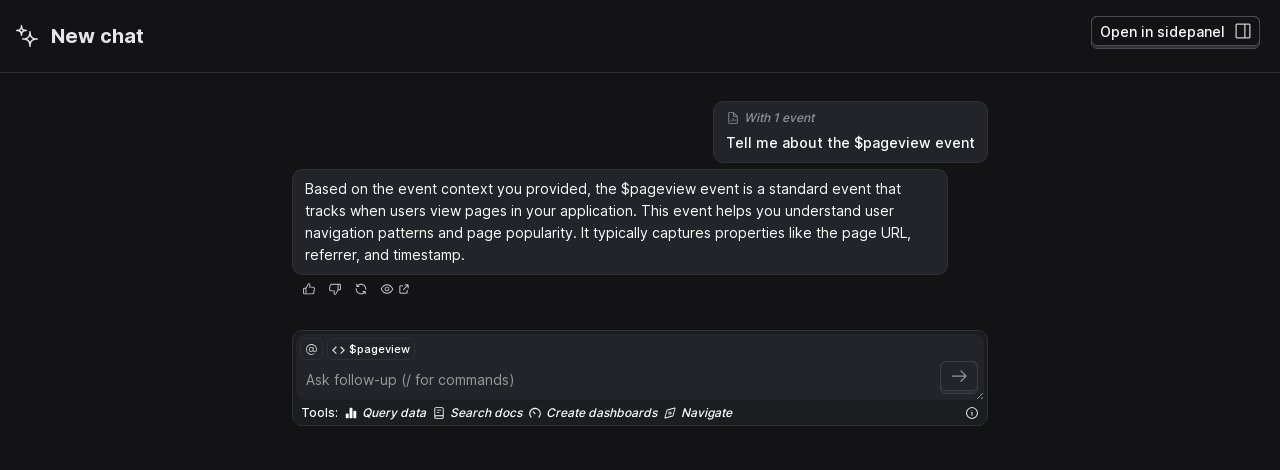 New chat
Open in sidepanel
With 1 event
Tell me about the $pageview event
Based on the event context you provided, the $pageview event is a standard event that
tracks when users view pages in your application. This event helps you understand user
navigation patterns and page popularity. It typically captures properties like the page URL,
referrer, and timestamp.
@ <> $pageview
Ask follow-up (/ for commands)
Tools: Query data Search docs Create dashboards Navigate